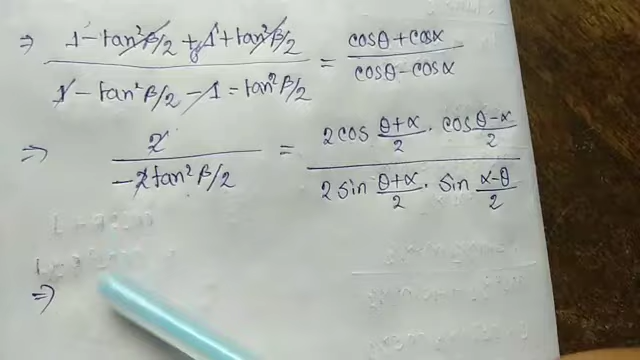 ⇒ 1 - tan²β/2 + 1 + tan²β/2 / 1 - tan²β/2 - 1 = tan²β/2 = cosθ + cosα / cosθ - cosα
⇒ 2 / -2tan²β/2 = 2cos θ+α/2 · cos θ-α/2 / 2sin θ+α/2 · sin α-θ/2
⇒